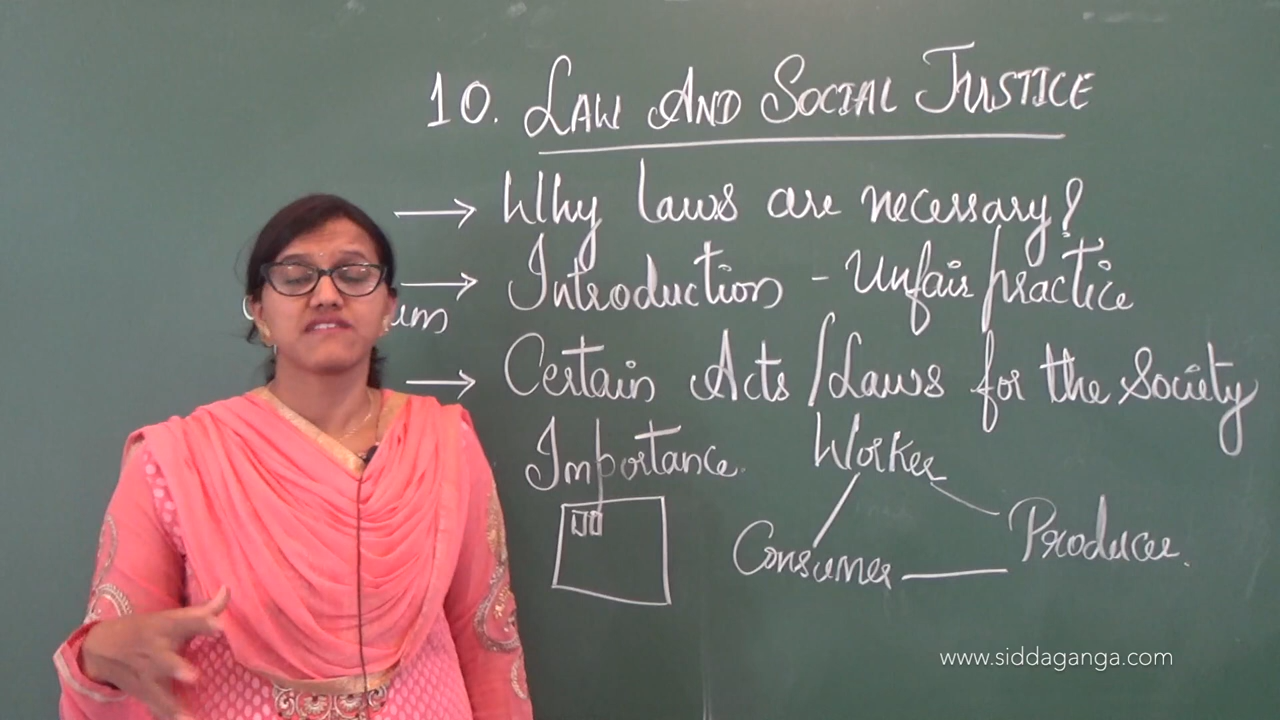 10. LAW AND SOCIAL JUSTICE
→ Why laws are necessary?
→ Introduction - Unfair practice
→ Certain Acts / Laws for the Society
Importance.
Worker
Consumer
Producer.
www.siddaganga.com